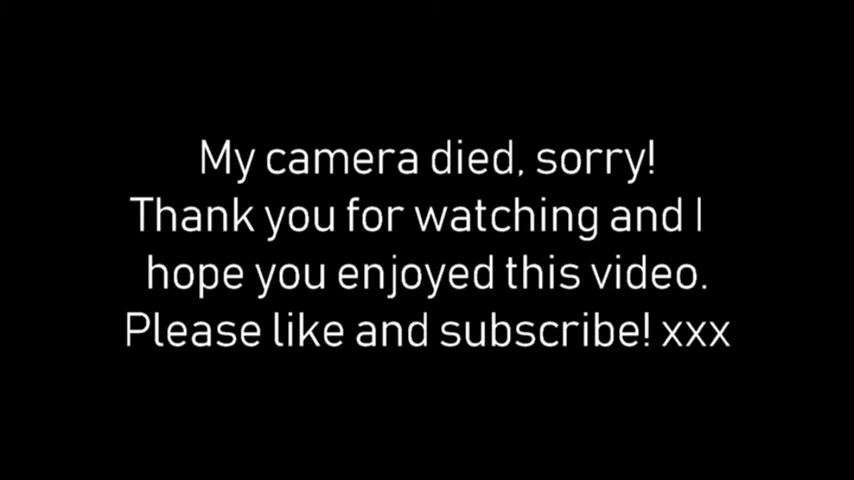 My camera died, sorry!
Thank you for watching and I
hope you enjoyed this video.
Please like and subscribe! xxx